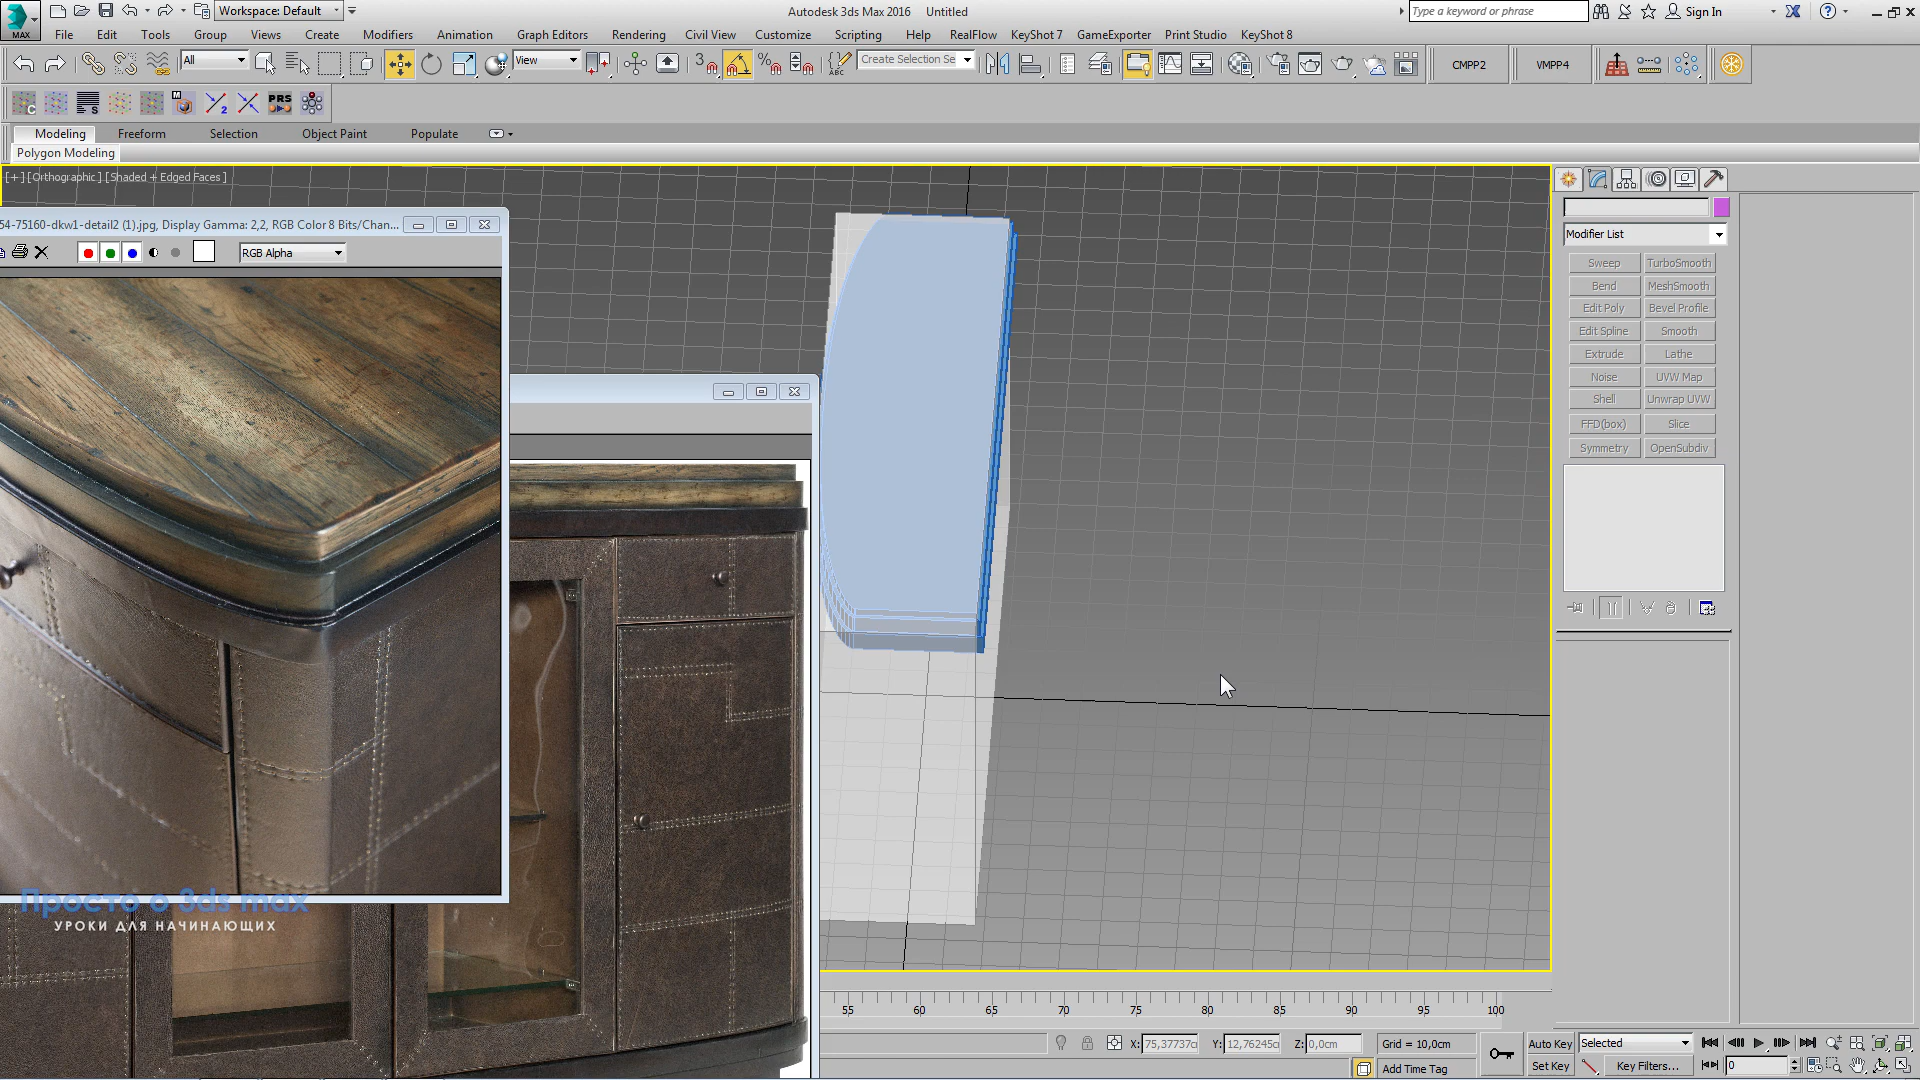 Autodesk 3ds Max 2016 Untitled
Workspace: Default
Type a keyword or phrase
Sign In
MAX
File Edit Tools Group Views Create Modifiers Animation Graph Editors Rendering Civil View Customize Scripting Help RealFlow KeyShot 7 GameExporter Print Studio KeyShot 8
All
View
3
ABC
Create Selection Se
CMPP2
VMPP4
PRS
Modeling Freeform Selection Object Paint Populate
Polygon Modeling
[+] [Orthographic] [Shaded + Edged Faces]
54-75160-dkw1-detail2 (1).jpg, Display Gamma: 2,2, RGB Color 8 Bits/Chan...
RGB Alpha
Modifier List
Sweep TurboSmooth
Bend MeshSmooth
Edit Poly Bevel Profile
Edit Spline Smooth
Extrude Lathe
Noise UVW Map
Shell Unwrap UVW
FFD(box) Slice
Symmetry OpenSubdiv
Просто о 3ds max
УРОКИ ДЛЯ НАЧИНАЮЩИХ
55 60 65 70 75 80 85 90 95 100
X: 75,37737c Y: 12,76245c Z: 0,0cm Grid = 10,0cm
Add Time Tag
Auto Key Selected
Set Key Key Filters...
0